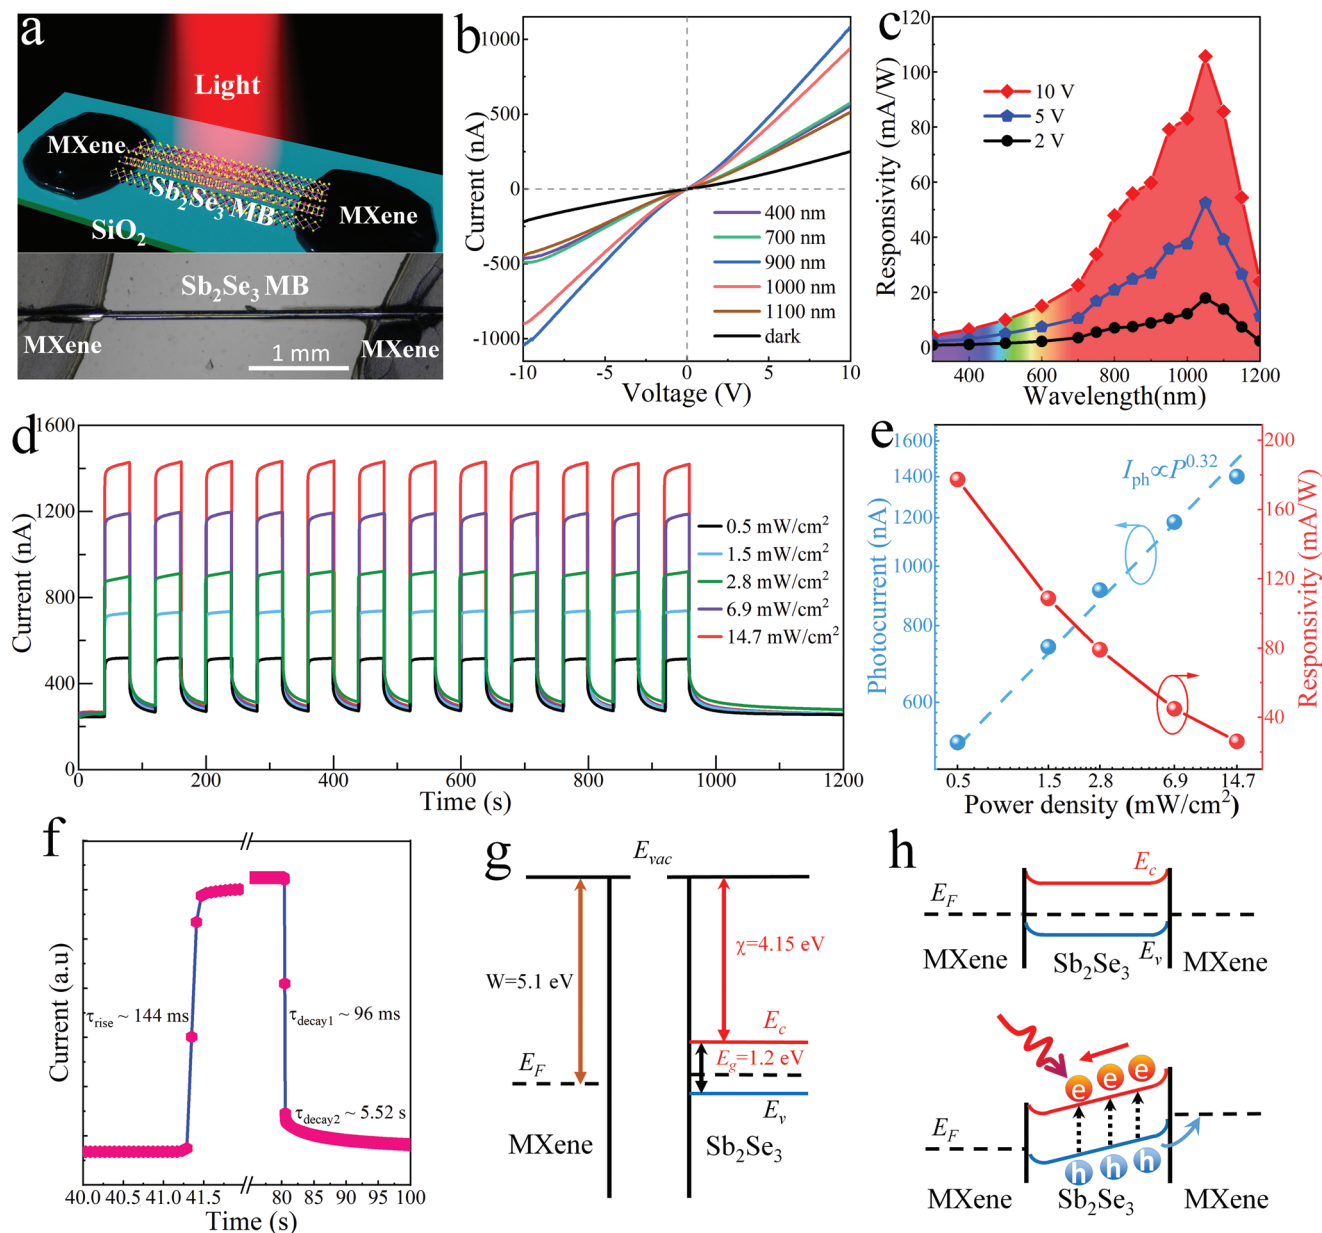 a
Light
MXene
Sb₂Se₃ MB
MXene
SiO₂
Sb₂Se₃ MB
MXene
MXene
1 mm
b
1000
500
0
-500
-1000
Current (nA)
400 nm
700 nm
900 nm
1000 nm
1100 nm
dark
-10 -5 0 5 10
Voltage (V)
c
120
100
80
60
40
20
0
Responsivity (mA/W)
10 V
5 V
2 V
400 600 800 1000 1200
Wavelength(nm)
d
1600
1200
800
400
0
Current (nA)
0.5 mW/cm²
1.5 mW/cm²
2.8 mW/cm²
6.9 mW/cm²
14.7 mW/cm²
0 200 400 600 800 1000 1200
Time (s)
e
1600
1400
1200
1000
800
600
Photocurrent (nA)
Iph∝P^0.32
200
160
120
80
40
Responsivity (mA/W)
0.5 1.5 2.8 6.9 14.7
Power density (mW/cm²)
f
Current (a.u)
τrise ~ 144 ms
τdecay1 ~ 96 ms
τdecay2 ~ 5.52 s
40.0 40.5 41.0 41.5 80 85 90 95 100
Time (s)
g
Evac
χ=4.15 eV
W=5.1 eV
Ec
EF
Eg=1.2 eV
Ev
MXene
Sb₂Se₃
h
Ec
EF
MXene
Sb₂Se₃
Ev
MXene
e e e
EF
h h h
MXene
Sb₂Se₃
MXene